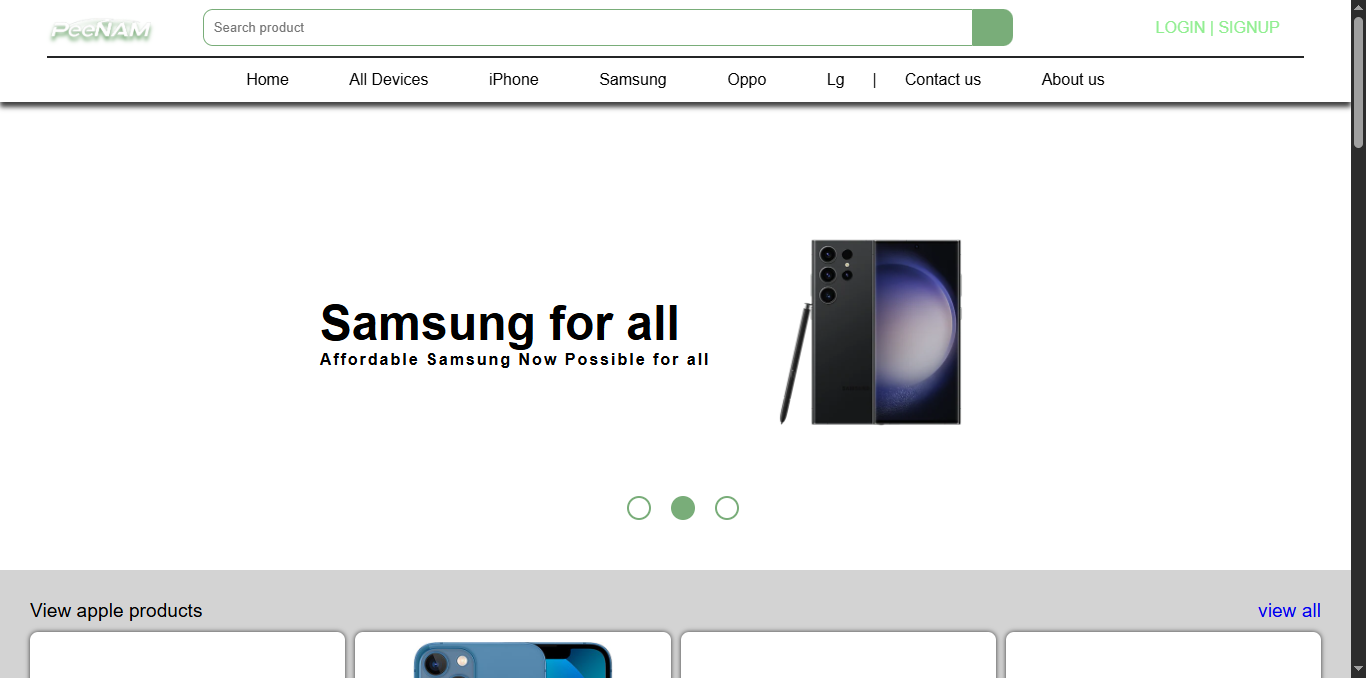 PeeNAM
Search product
LOGIN | SIGNUP
Home All Devices iPhone Samsung Oppo Lg | Contact us About us
Samsung for all
Affordable Samsung Now Possible for all
View apple products
view all